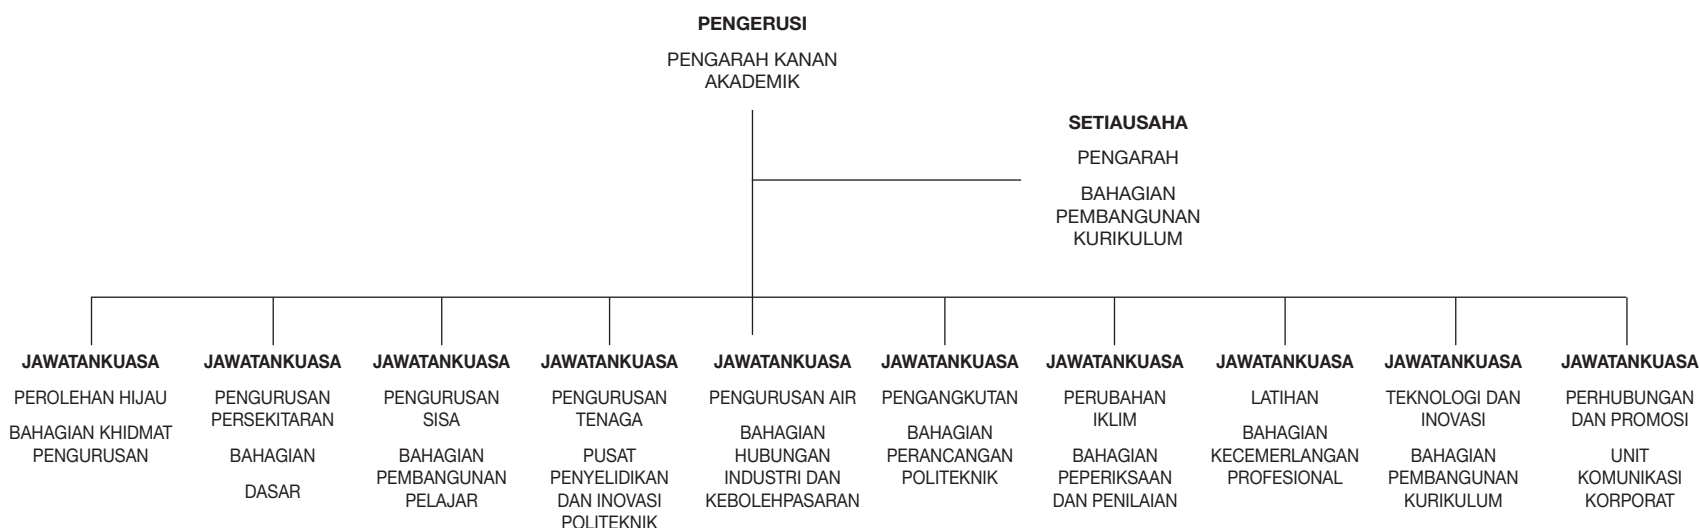 PENGERUSI
PENGARAH KANAN
AKADEMIK
SETIAUSAHA
PENGARAH
BAHAGIAN
PEMBANGUNAN
KURIKULUM
JAWATANKUASA
PEROLEHAN HIJAU
BAHAGIAN KHIDMAT
PENGURUSAN
JAWATANKUASA
PENGURUSAN
PERSEKITARAN
BAHAGIAN
DASAR
JAWATANKUASA
PENGURUSAN
SISA
BAHAGIAN
PEMBANGUNAN
PELAJAR
JAWATANKUASA
PENGURUSAN
TENAGA
PUSAT
PENYELIDIKAN
DAN INOVASI
POLITEKNIK
JAWATANKUASA
PENGURUSAN AIR
BAHAGIAN
HUBUNGAN
INDUSTRI DAN
KEBOLEHPASARAN
JAWATANKUASA
PENGANGKUTAN
BAHAGIAN
PERANCANGAN
POLITEKNIK
JAWATANKUASA
PERUBAHAN
IKLIM
BAHAGIAN
PEPERIKSAAN
DAN PENILAIAN
JAWATANKUASA
LATIHAN
BAHAGIAN
KECEMERLANGAN
PROFESIONAL
JAWATANKUASA
TEKNOLOGI DAN
INOVASI
BAHAGIAN
PEMBANGUNAN
KURIKULUM
JAWATANKUASA
PERHUBUNGAN
DAN PROMOSI
UNIT
KOMUNIKASI
KORPORAT